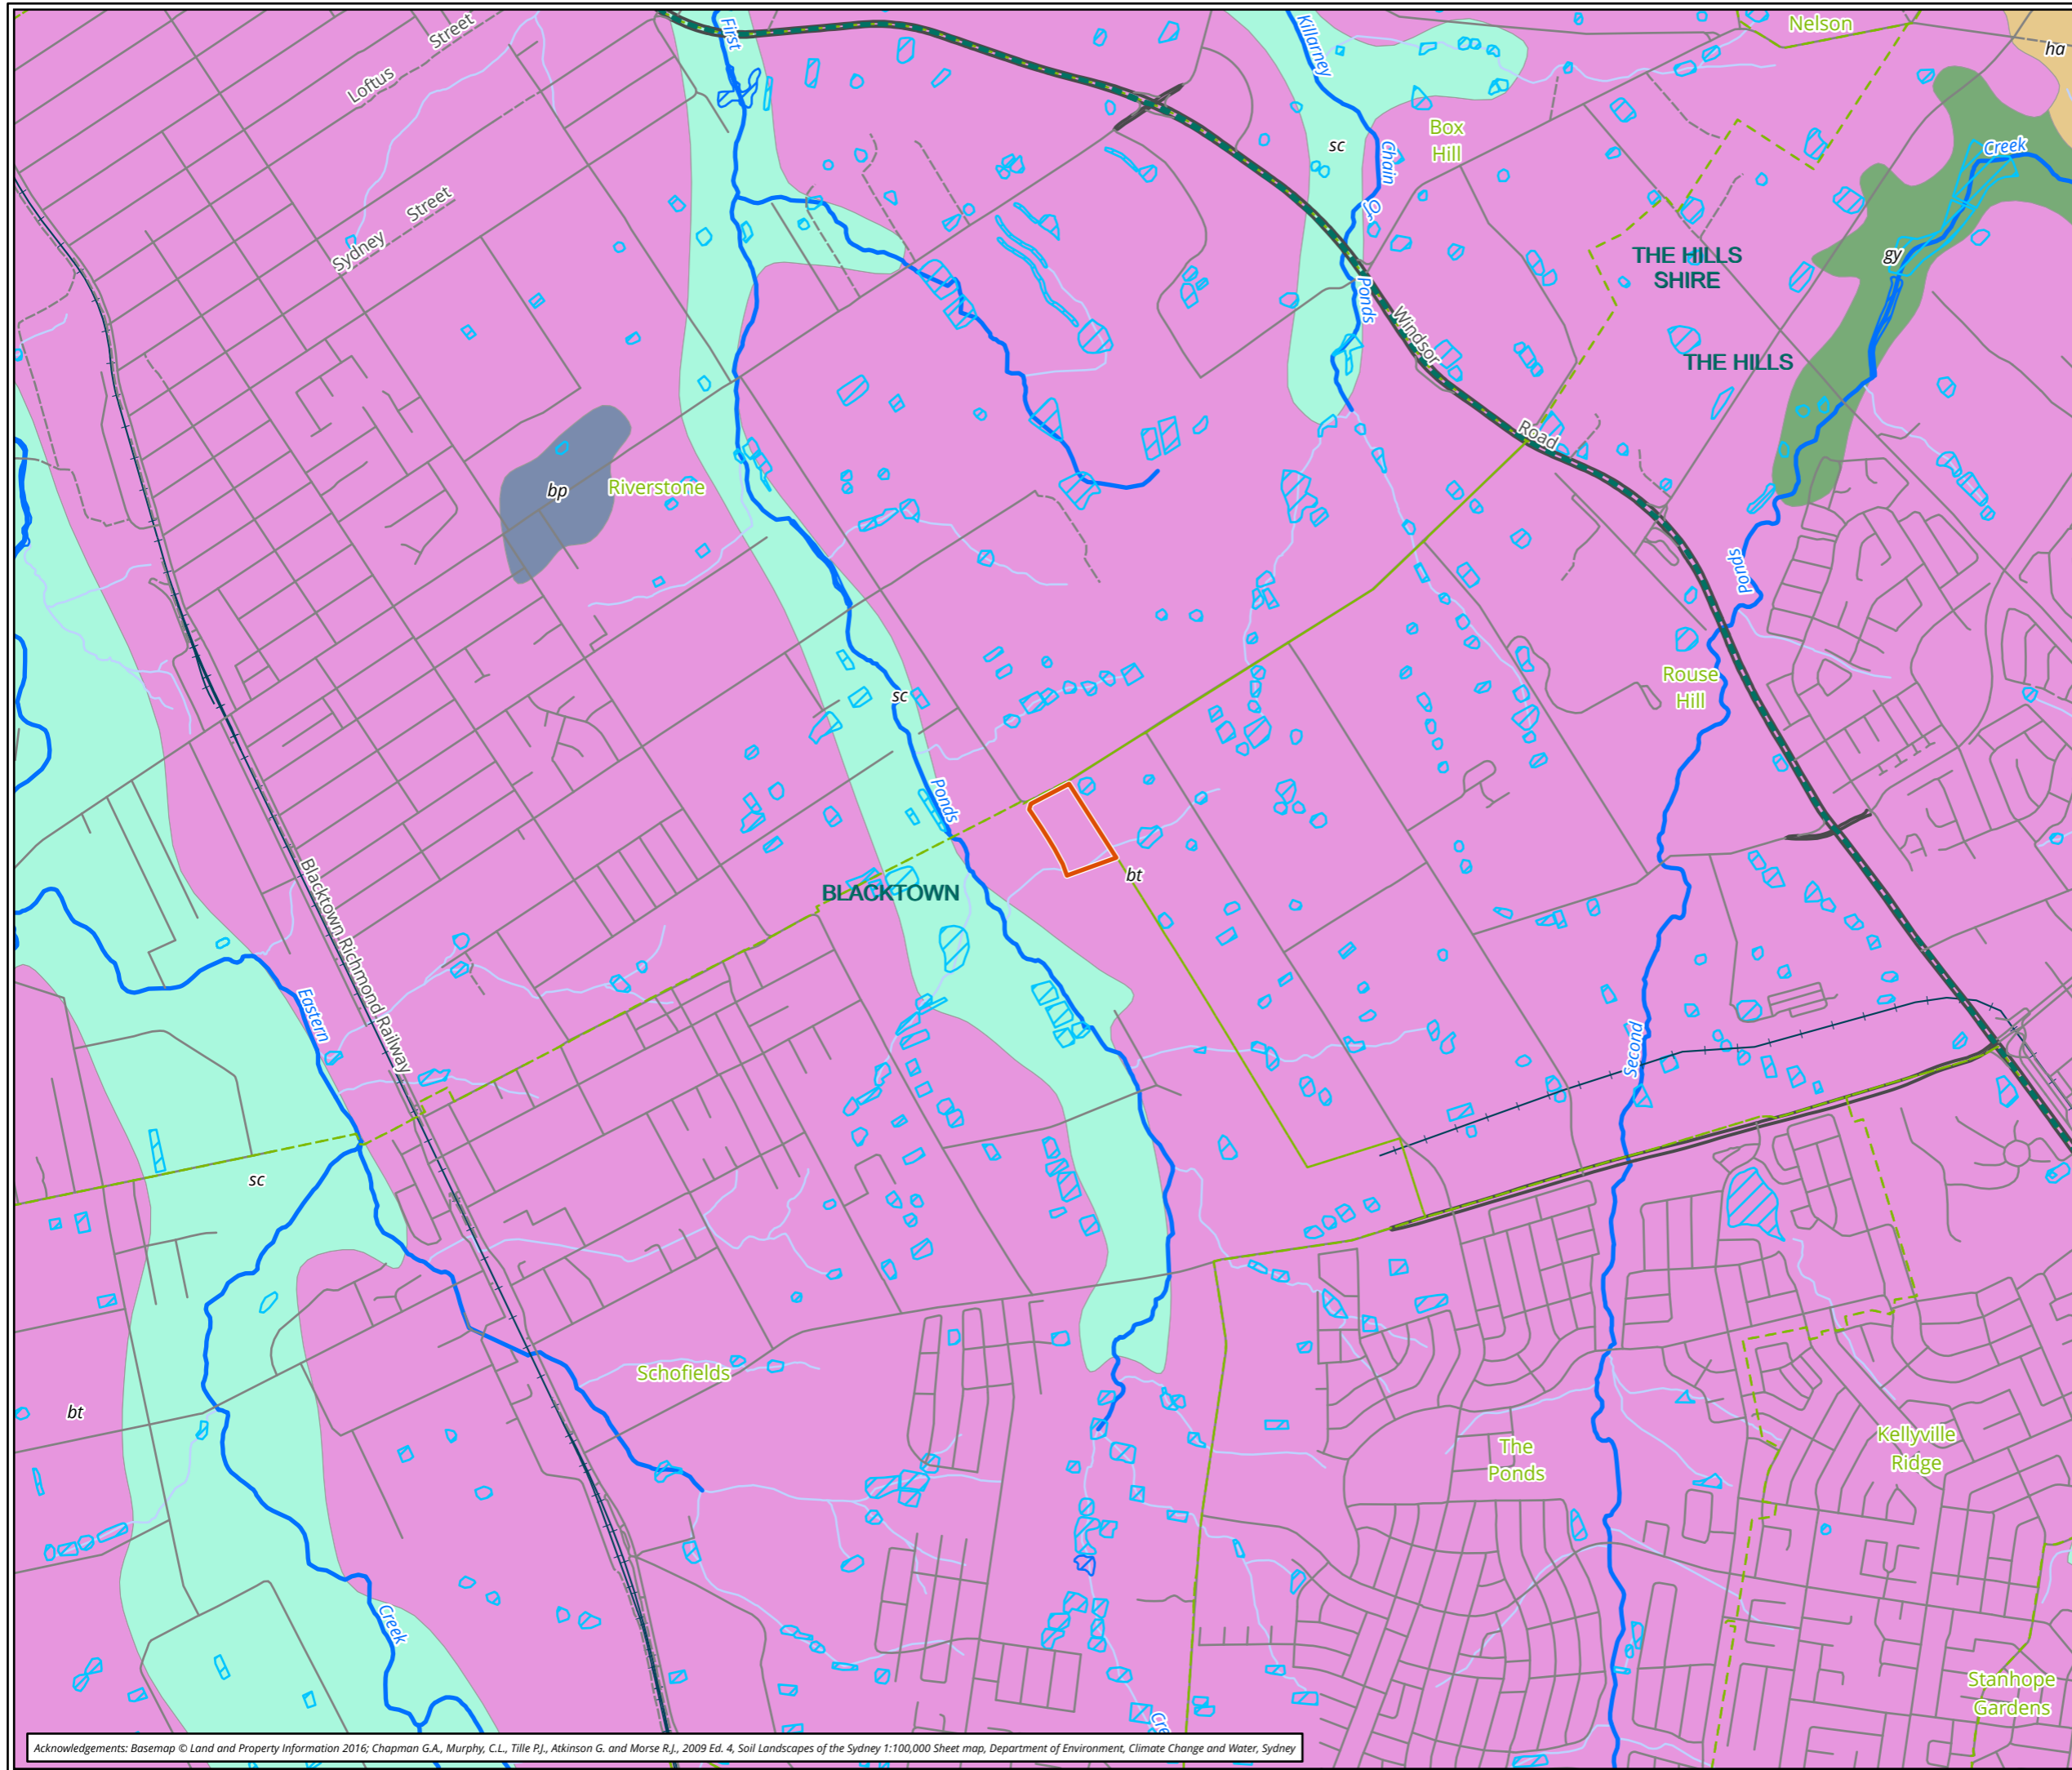 Street
First
Killarney
Nelson
ha
Loftus
Box
Hill
sc
Chain
Creek
Of
Street
Sydney
THE HILLS
SHIRE
gy
Ponds
Windsor
THE HILLS
Road
bp
Riverstone
Ponds
sc
Rouse
Hill
Ponds
BLACKTOWN
bt
Blacktown Richmond Railway
Eastern
Second
sc
Schofields
bt
The
Ponds
Kellyville
Ridge
Creek
Stanhope
Gardens
Cre
Acknowledgements: Basemap © Land and Property Information 2016; Chapman G.A., Murphy, C.L., Tille P.J., Atkinson G. and Morse R.J., 2009 Ed. 4, Soil Landscapes of the Sydney 1:100,000 Sheet map, Department of Environment, Climate Change and Water, Sydney